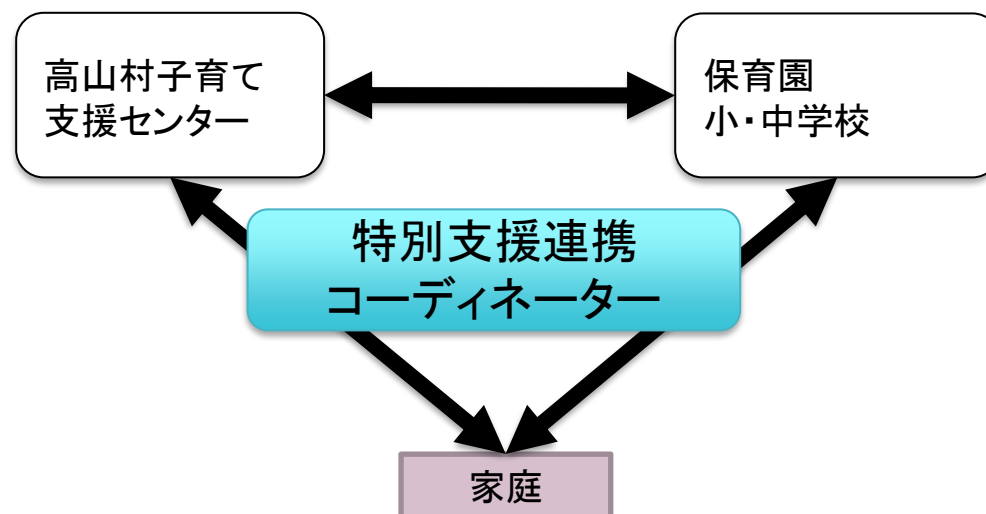 高山村子育て
支援センター
保育園
小・中学校
特別支援連携
コーディネーター
家庭